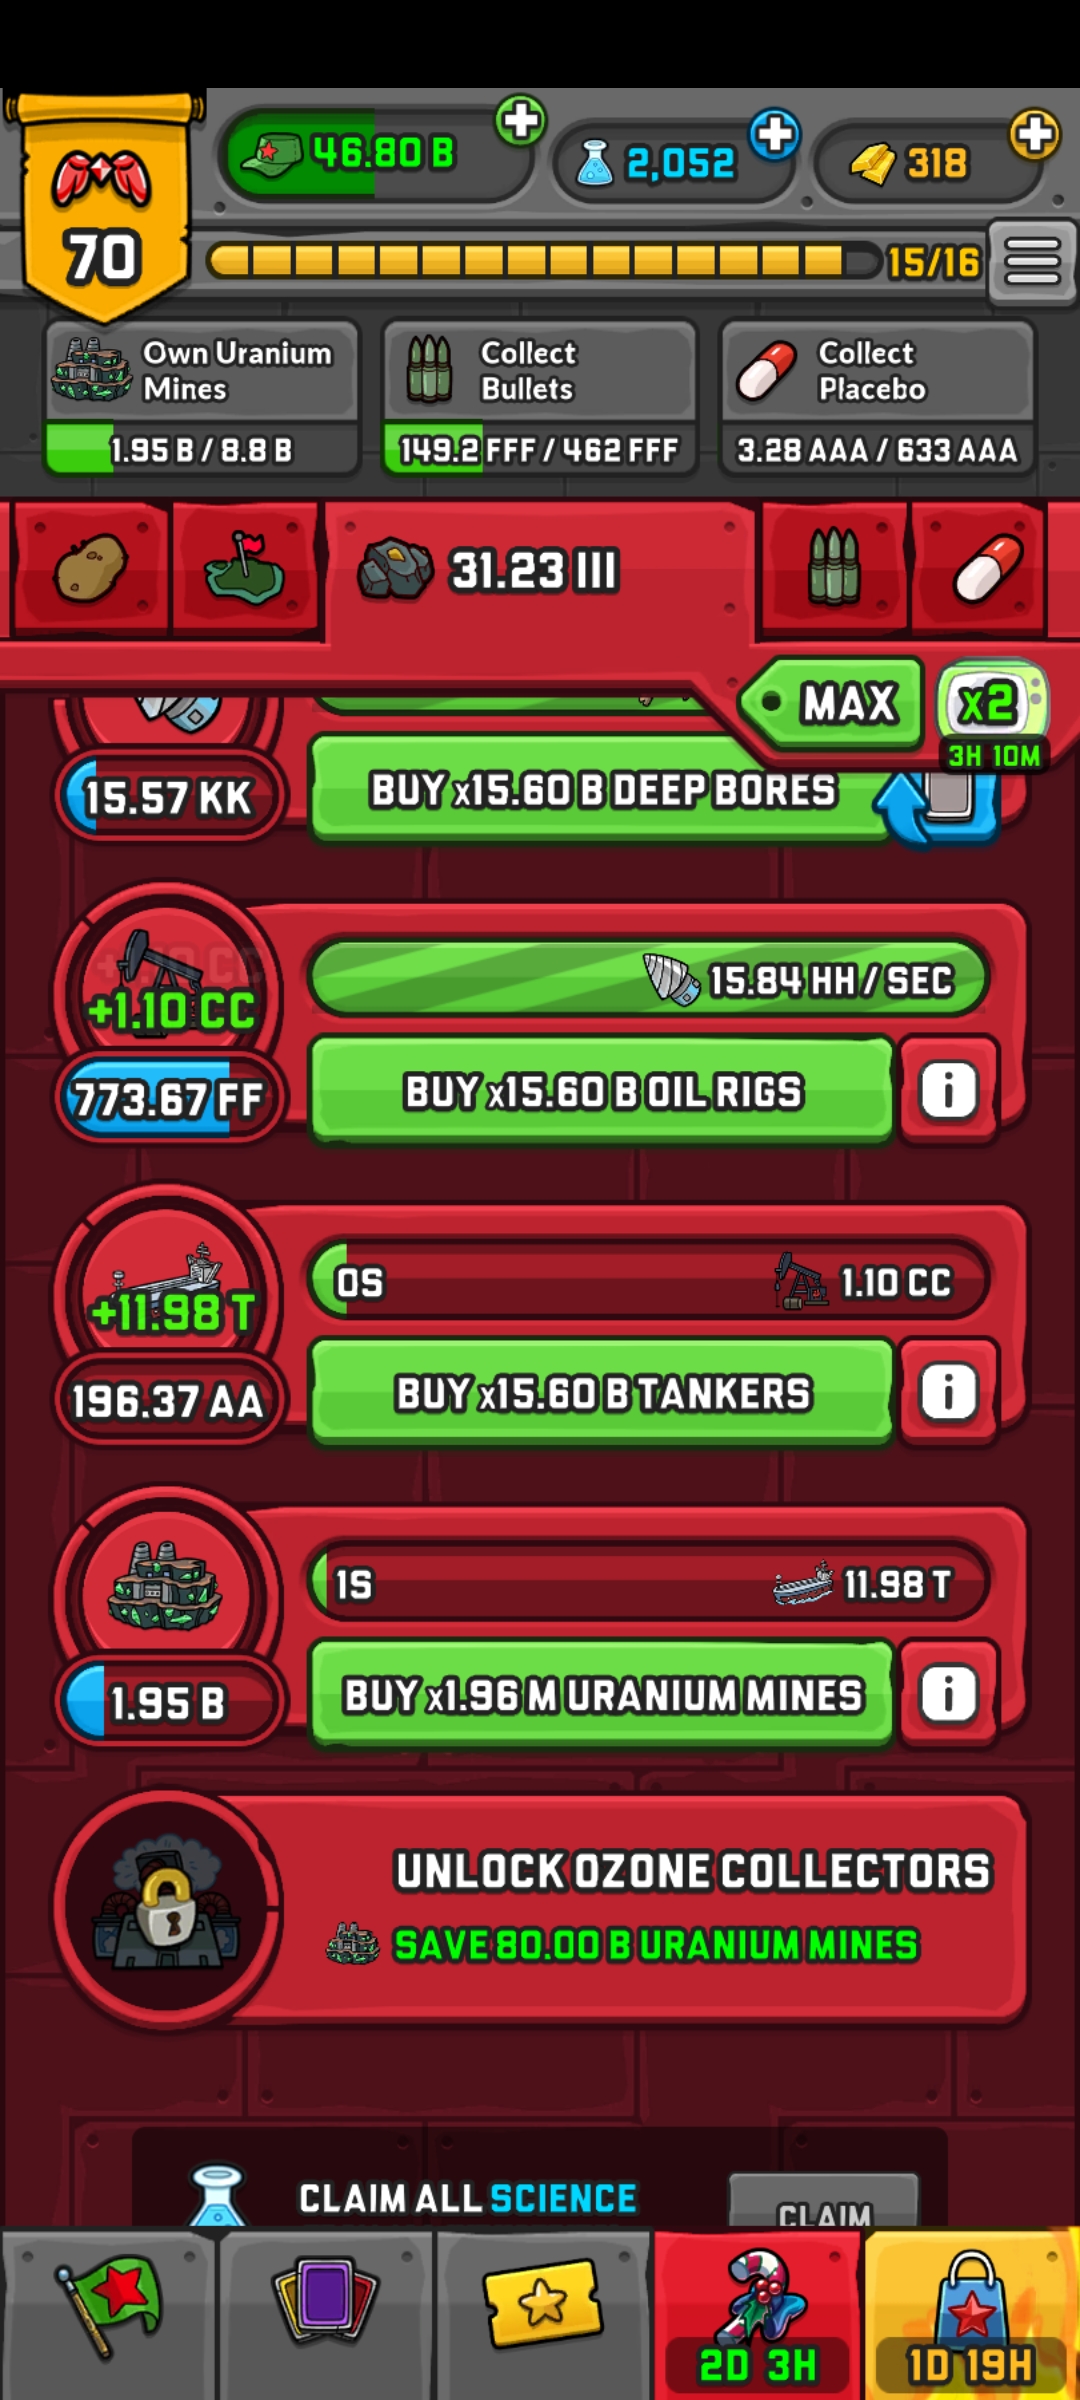 46.80 B
2,052
318
70
15/16
Own Uranium
Mines
1.95 B / 8.8 B
Collect
Bullets
149.2 FFF / 462 FFF
Collect
Placebo
3.28 AAA / 633 AAA
31.23 III
MAX
x2
3H 10M
15.57 KK
BUY x15.60 B DEEP BORES
+1.10 CC
15.84 HH / SEC
773.67 FF
BUY x15.60 B OIL RIGS
i
+11.98 T
0S
1.10 CC
196.37 AA
BUY x15.60 B TANKERS
i
1S
11.98 T
1.95 B
BUY x1.96 M URANIUM MINES
i
UNLOCK OZONE COLLECTORS
SAVE 80.00 B URANIUM MINES
CLAIM ALL SCIENCE
CLAIM
2D 3H
1D 19H